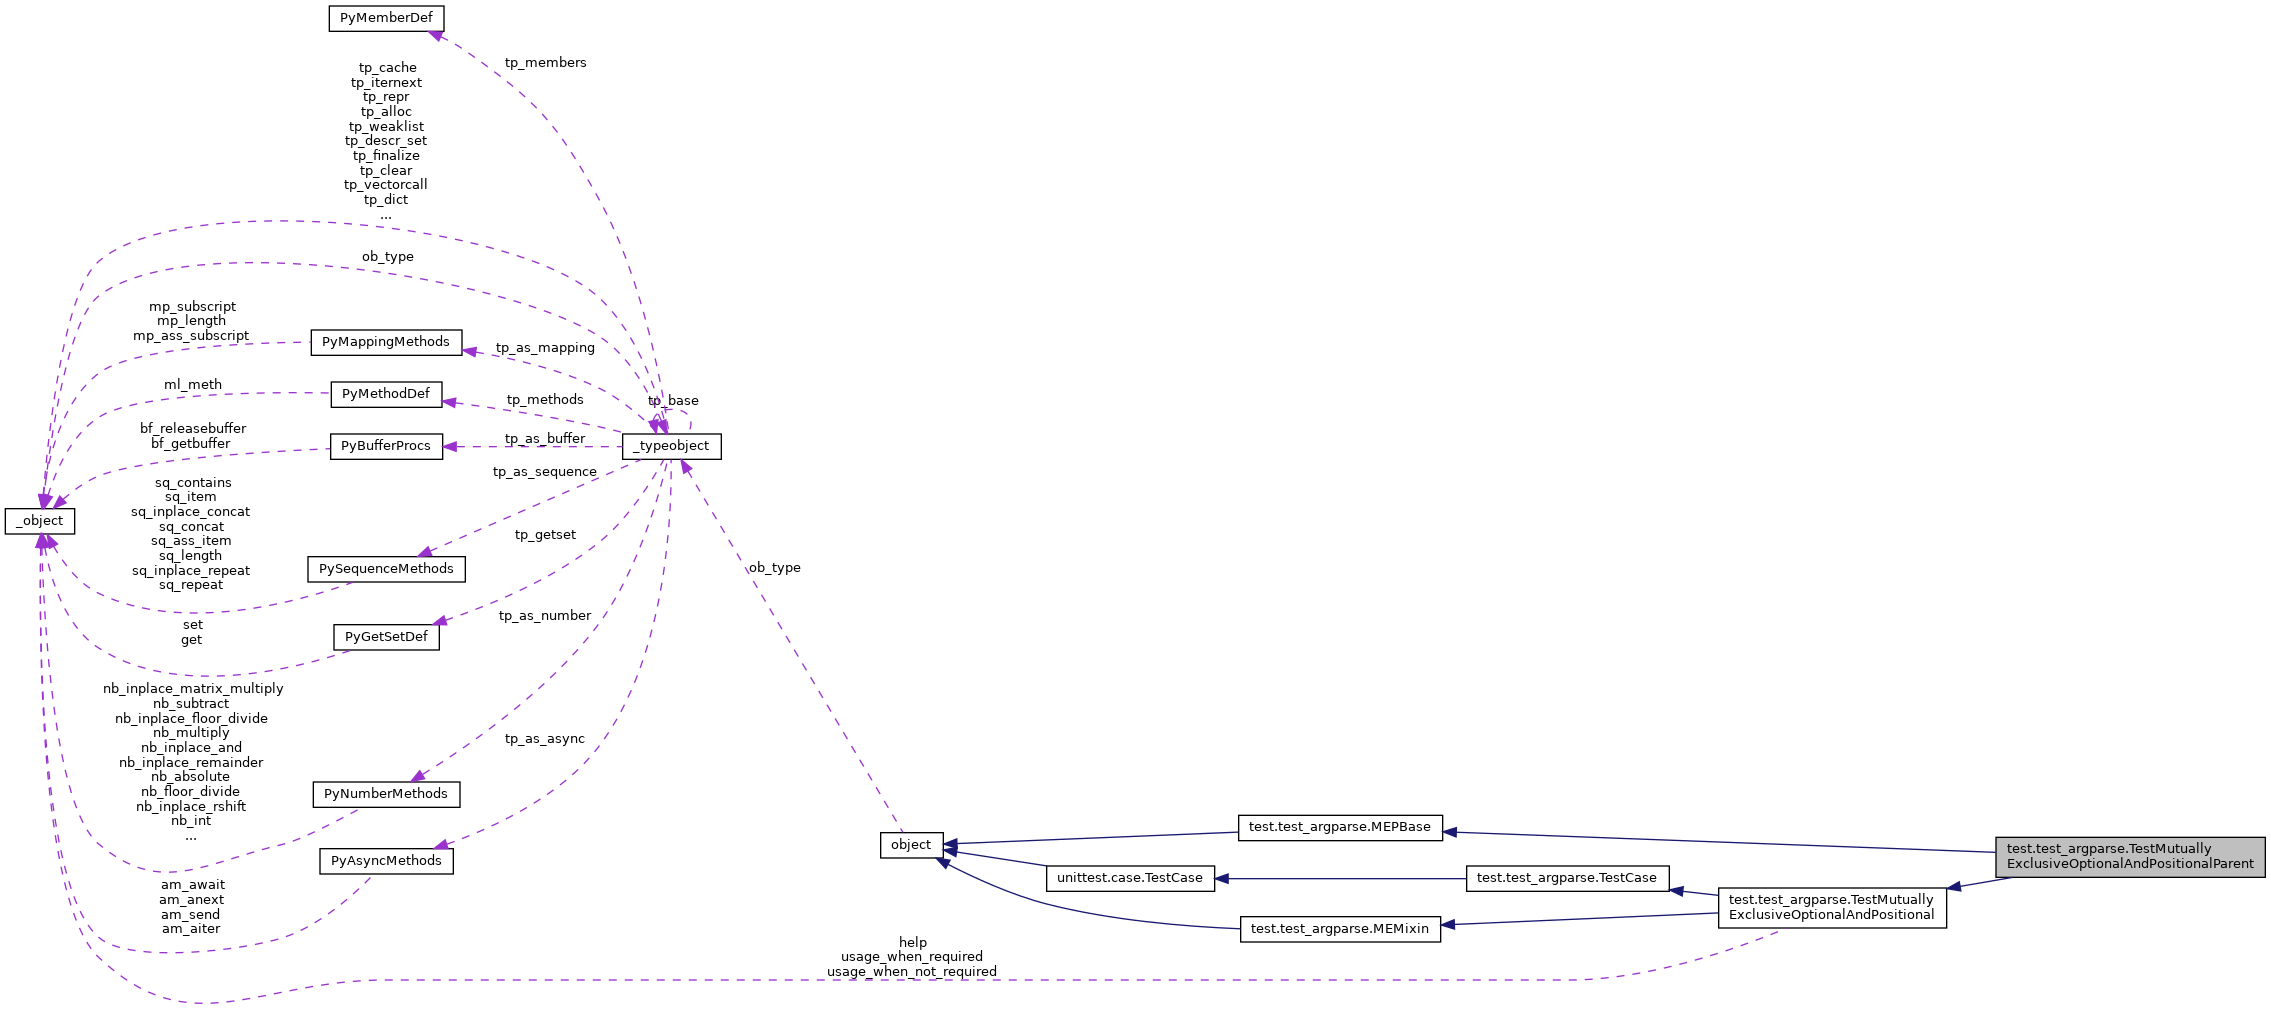 PyMemberDef
tp_members
tp_cache
tp_iternext
tp_repr
tp_alloc
tp_weaklist
tp_descr_set
tp_finalize
tp_clear
tp_vectorcall
tp_dict
...
ob_type
mp_subscript
mp_length
mp_ass_subscript
PyMappingMethods
tp_as_mapping
ml_meth
PyMethodDef
tp_methods
tp_base
bf_releasebuffer
bf_getbuffer
PyBufferProcs
tp_as_buffer
_typeobject
tp_as_sequence
sq_contains
sq_item
sq_inplace_concat
sq_concat
sq_ass_item
sq_length
sq_inplace_repeat
sq_repeat
_object
tp_getset
PySequenceMethods
ob_type
set
get
PyGetSetDef
tp_as_number
nb_inplace_matrix_multiply
nb_subtract
nb_inplace_floor_divide
nb_multiply
nb_inplace_and
nb_inplace_remainder
nb_absolute
nb_floor_divide
nb_inplace_rshift
nb_int
...
tp_as_async
PyNumberMethods
PyAsyncMethods
am_await
am_anext
am_send
am_aiter
object
test.test_argparse.MEPBase
unittest.case.TestCase
test.test_argparse.TestCase
test.test_argparse.MEMixin
test.test_argparse.TestMutually
ExclusiveOptionalAndPositionalParent
test.test_argparse.TestMutually
ExclusiveOptionalAndPositional
help
usage_when_required
usage_when_not_required